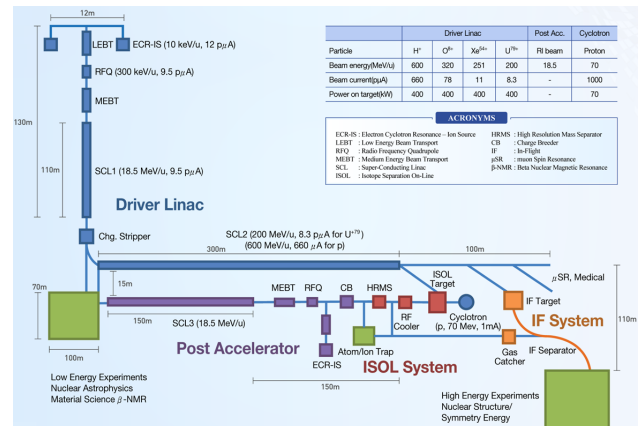 12m
LEBT
ECR-IS (10 keV/u, 12 pμA)
RFQ (300 keV/u, 9.5 pμA)
MEBT
130m
110m
SCL1 (18.5 MeV/u, 9.5 pμA)
Driver Linac
Chg. Stripper
Driver Linac Post Acc. Cyclotron
Particle H⁺ O⁸⁺ Xe⁵⁴⁺ U⁷⁹⁺ RI beam Proton
Beam energy(MeV/u) 600 320 251 200 18.5 70
Beam current(pμA) 660 78 11 8.3 - 1000
Power on target(kW) 400 400 400 400 - 70
ACRONYMS
ECR-IS : Electron Cyclotron Resonance – Ion Source
LEBT : Low Energy Beam Transport
RFQ : Radio Frequency Quadrapole
MEBT : Medium Energy Beam Transport
SCL : Super-Conducting Linac
ISOL : Isotope Separation On-Line
HRMS : High Resolution Mass Separator
CB : Charge Breeder
IF : In-Flight
μSR : muon Spin Resonance
β-NMR : Beta Nuclear Magnetic Resonance
SCL2 (200 MeV/u, 8.3 pμA for U⁺⁷⁹)
(600 MeV/u, 660 μA for p)
300m
100m
15m
70m
100m
150m
SCL3 (18.5 MeV/u)
MEBT
RFQ
CB
HRMS
ISOL
Target
RF
Cooler
Cyclotron
(p, 70 Mev, 1mA)
μSR, Medical
IF Target
IF System
110m
Post Accelerator
ECR-IS
Atom/Ion Trap
ISOL System
Gas
Catcher
IF Separator
150m
Low Energy Experiments
Nuclear Astrophysics
Material Science β-NMR
High Energy Experiments
Nuclear Structure/
Symmetry Energy